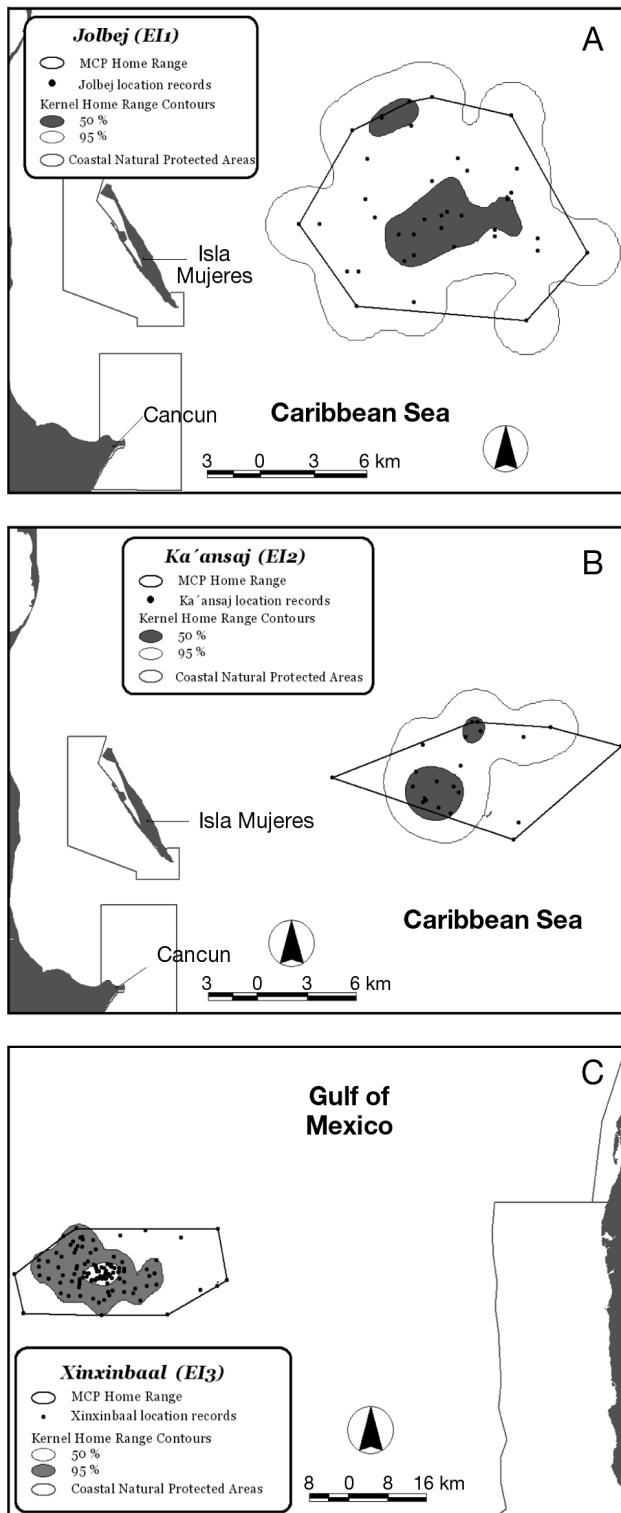 A
Jolbej (EI1)
MCP Home Range
Jolbej location records
Kernel Home Range Contours
50 %
95 %
Coastal Natural Protected Areas
Isla
Mujeres
Cancun
Caribbean Sea
3 0 3 6 km
B
Ka´ansaj (EI2)
MCP Home Range
Ka´ansaj location records
Kernel Home Range Contours
50 %
95 %
Coastal Natural Protected Areas
Isla Mujeres
Caribbean Sea
Cancun
3 0 3 6 km
C
Gulf of
Mexico
Xinxinbaal (EI3)
MCP Home Range
Xinxinbaal location records
Kernel Home Range Contours
50 %
95 %
Coastal Natural Protected Areas
8 0 8 16 km